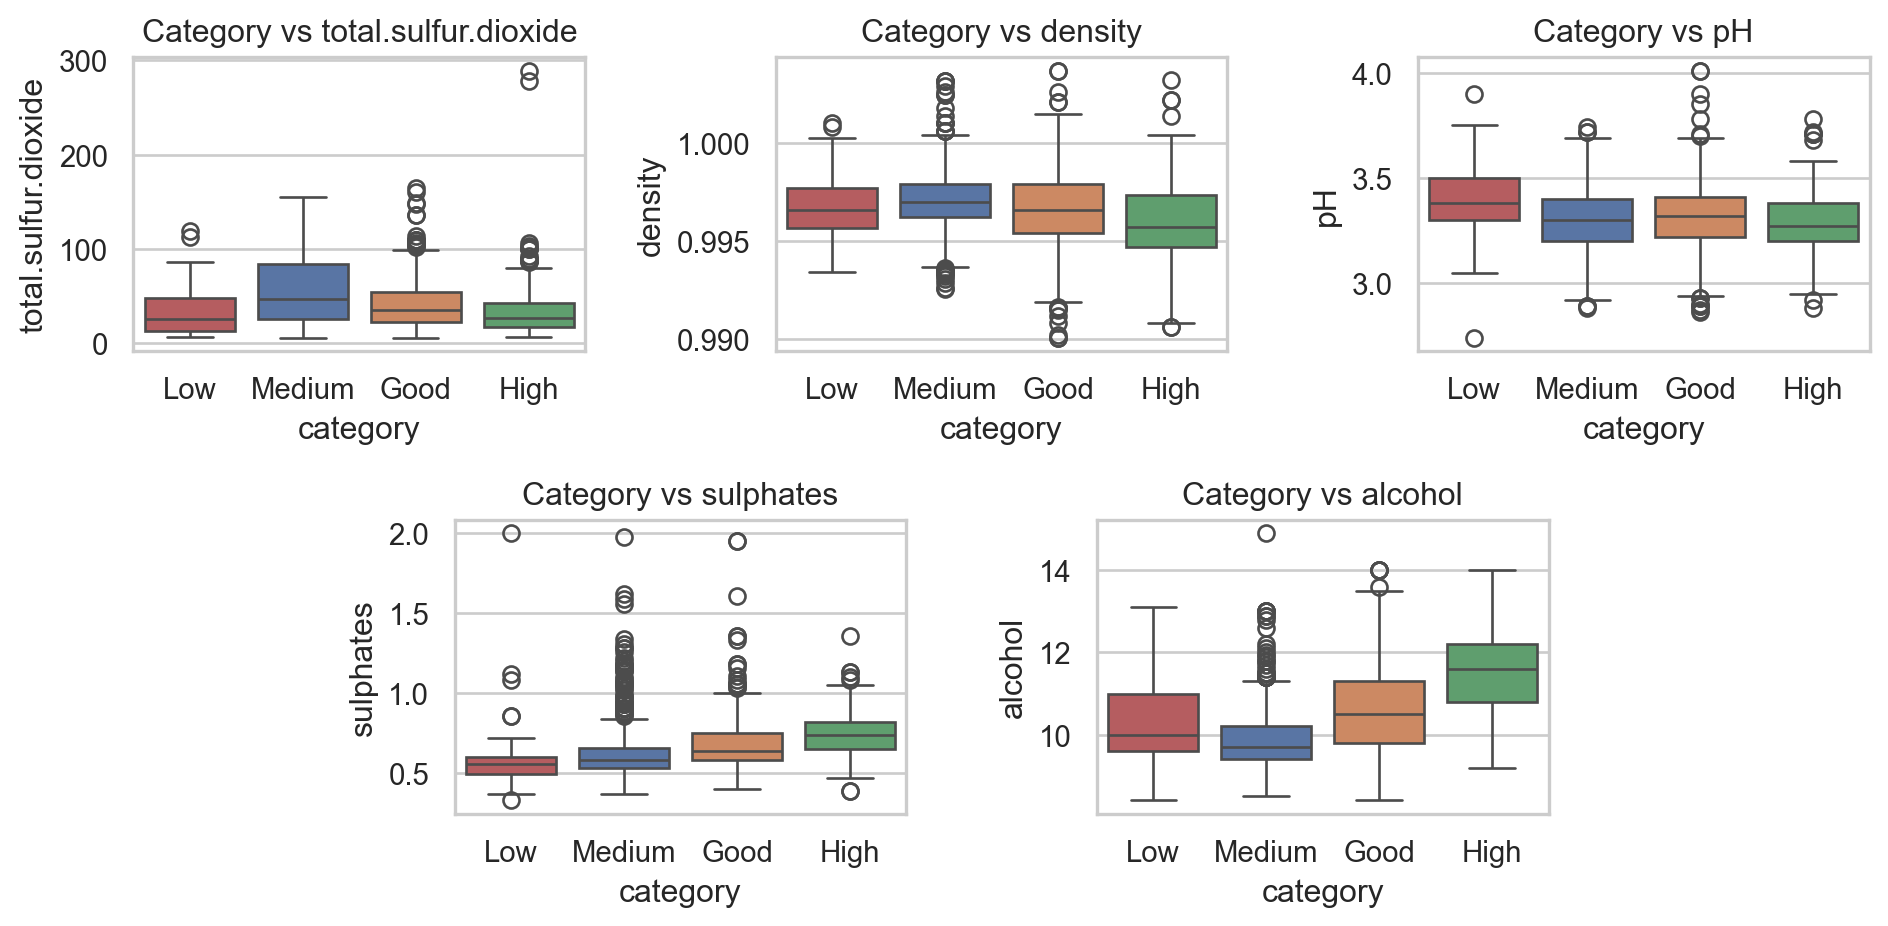 Category vs total.sulfur.dioxide
total.sulfur.dioxide
300
200
100
0
Low Medium Good High
category
Category vs density
density
1.000
0.995
0.990
Low Medium Good High
category
Category vs pH
pH
4.0
3.5
3.0
Low Medium Good High
category
Category vs sulphates
sulphates
2.0
1.5
1.0
0.5
Low Medium Good High
category
Category vs alcohol
alcohol
14
12
10
Low Medium Good High
category